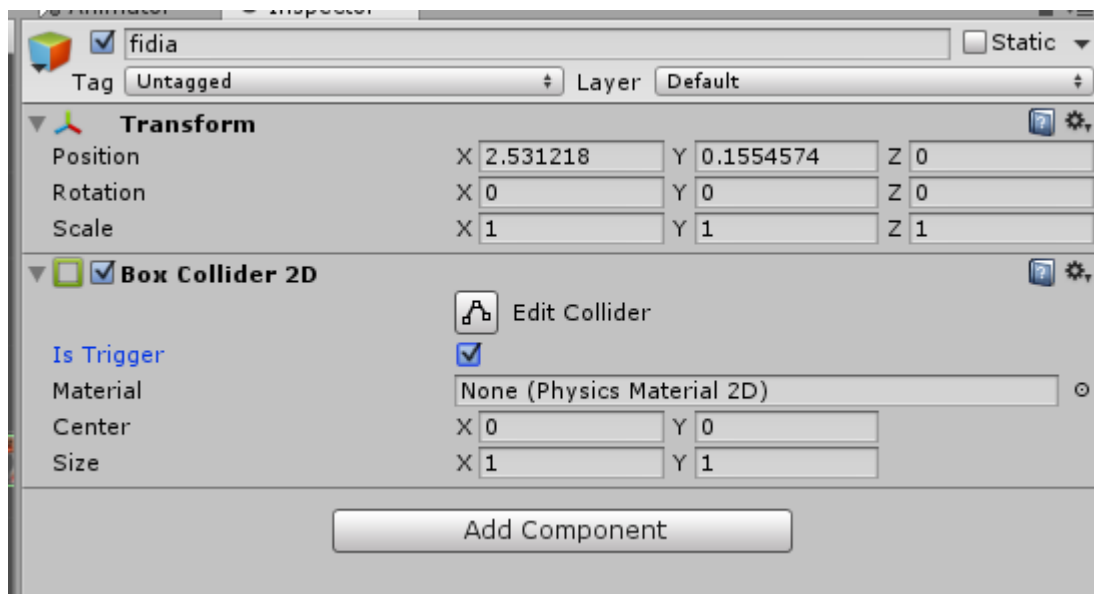 Animator Inspector
fidia Static
Tag Untagged Layer Default
Transform
Position X 2.531218 Y 0.1554574 Z 0
Rotation X 0 Y 0 Z 0
Scale X 1 Y 1 Z 1
Box Collider 2D
Edit Collider
Is Trigger
Material None (Physics Material 2D)
Center X 0 Y 0
Size X 1 Y 1
Add Component